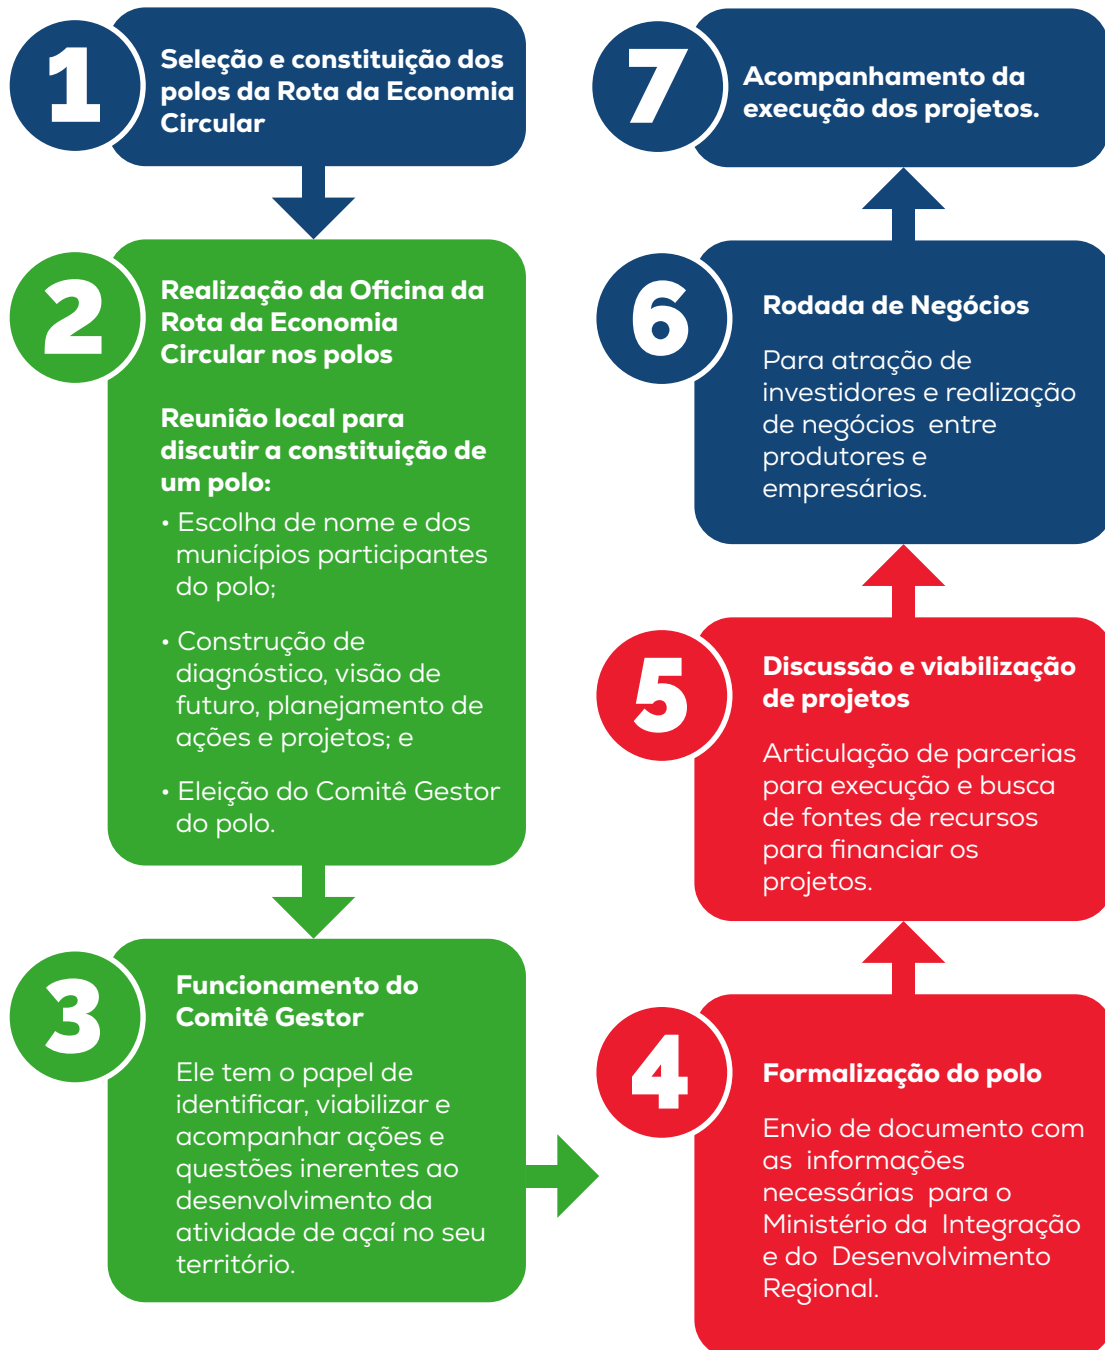 1
Seleção e constituição dos
polos da Rota da Economia
Circular
2
Realização da Oficina da
Rota da Economia
Circular nos polos
Reunião local para
discutir a constituição de
um polo:
• Escolha de nome e dos
municípios participantes
do polo;
• Construção de
diagnóstico, visão de
futuro, planejamento de
ações e projetos; e
• Eleição do Comitê Gestor
do polo.
3
Funcionamento do
Comitê Gestor
Ele tem o papel de
identificar, viabilizar e
acompanhar ações e
questões inerentes ao
desenvolvimento da
atividade de açaí no seu
território.
4
Formalização do polo
Envio de documento com
as informações
necessárias para o
Ministério da Integração
e do Desenvolvimento
Regional.
5
Discussão e viabilização
de projetos
Articulação de parcerias
para execução e busca
de fontes de recursos
para financiar os
projetos.
6
Rodada de Negócios
Para atração de
investidores e realização
de negócios entre
produtores e
empresários.
7
Acompanhamento da
execução dos projetos.